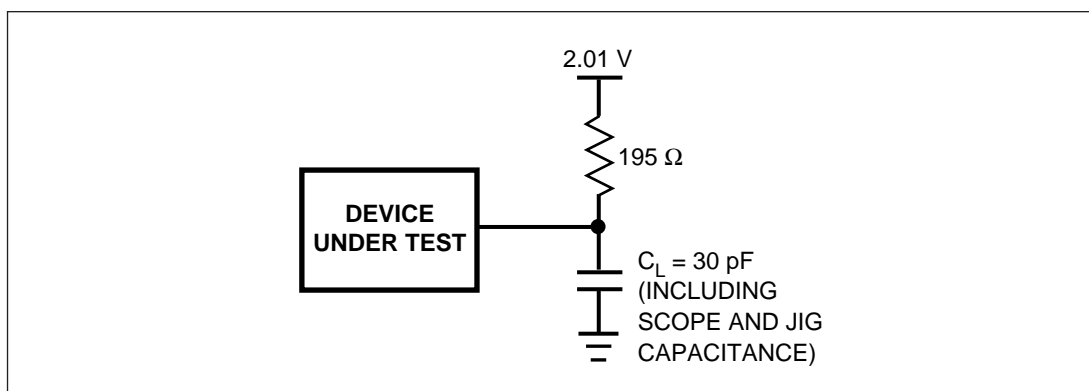 2.01 V
195 Ω
DEVICE
UNDER TEST
C_L = 30 pF
(INCLUDING
SCOPE AND JIG
CAPACITANCE)